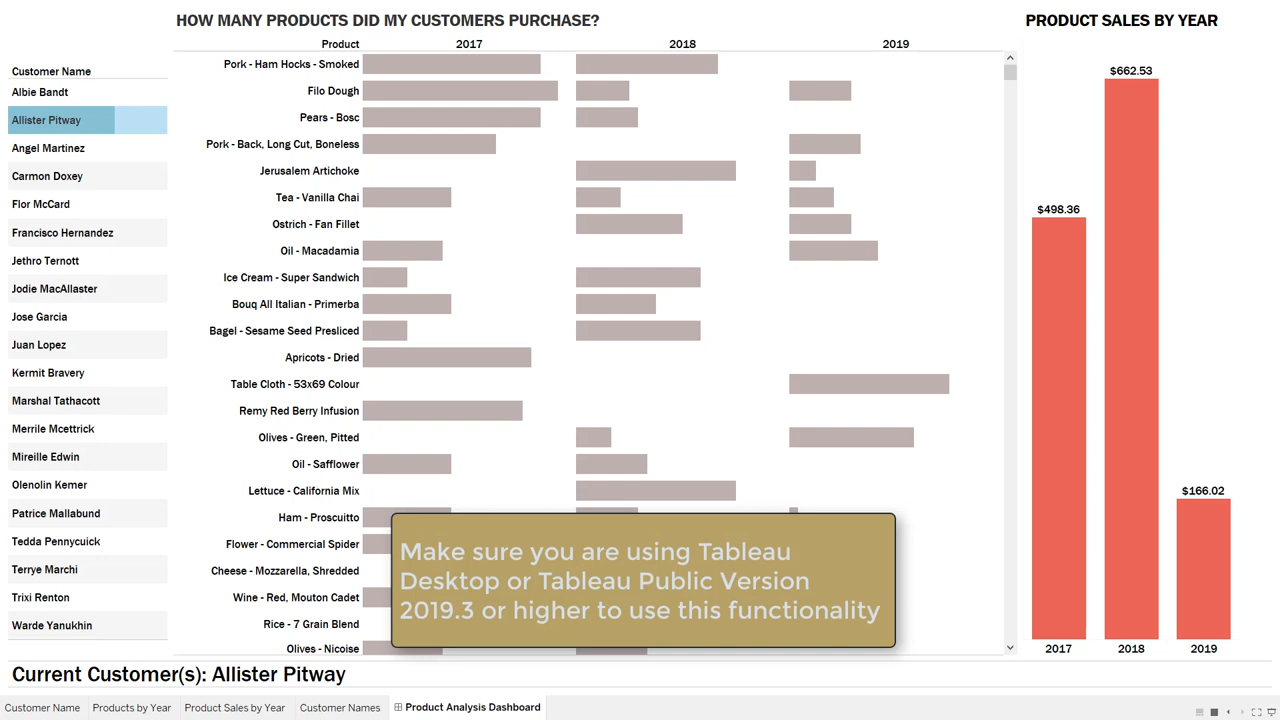 HOW MANY PRODUCTS DID MY CUSTOMERS PURCHASE?
PRODUCT SALES BY YEAR
Product
2017
2018
2019
Customer Name
Albie Bandt
Allister Pitway
Angel Martinez
Carmon Doxey
Flor McCard
Francisco Hernandez
Jethro Ternott
Jodie MacAllaster
Jose Garcia
Juan Lopez
Kermit Bravery
Marshal Tathacott
Merrile Mcettrick
Mireille Edwin
Olenolin Kemer
Patrice Mallabund
Tedda Pennycuick
Terrye Marchi
Trixi Renton
Warde Yanukhin
Pork - Ham Hocks - Smoked
Filo Dough
Pears - Bosc
Pork - Back, Long Cut, Boneless
Jerusalem Artichoke
Tea - Vanilla Chai
Ostrich - Fan Fillet
Oil - Macadamia
Ice Cream - Super Sandwich
Bouq All Italian - Primerba
Bagel - Sesame Seed Presliced
Apricots - Dried
Table Cloth - 53x69 Colour
Remy Red Berry Infusion
Olives - Green, Pitted
Oil - Safflower
Lettuce - California Mix
Ham - Proscuitto
Flower - Commercial Spider
Cheese - Mozzarella, Shredded
Wine - Red, Mouton Cadet
Rice - 7 Grain Blend
Olives - Nicoise
Make sure you are using Tableau
Desktop or Tableau Public Version
2019.3 or higher to use this functionality
$498.36
$662.53
$166.02
2017
2018
2019
Current Customer(s): Allister Pitway
Customer Name
Products by Year
Product Sales by Year
Customer Names
Product Analysis Dashboard